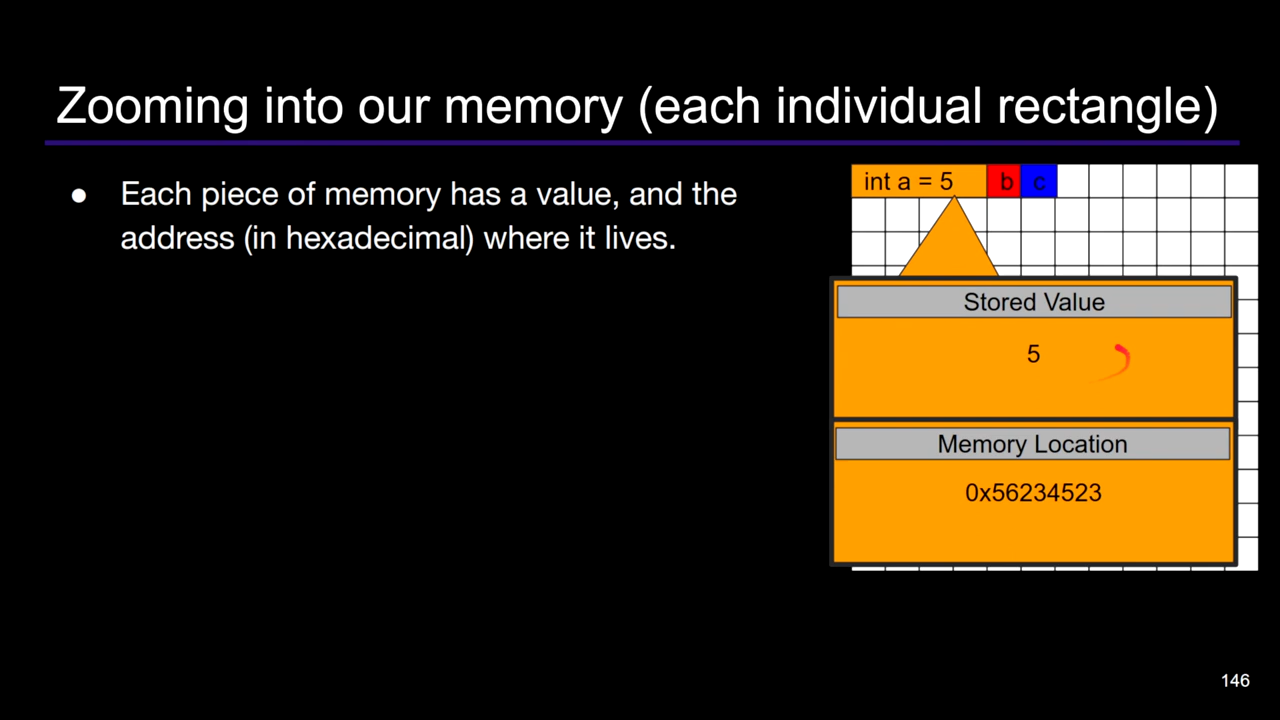 Zooming into our memory (each individual rectangle)
● Each piece of memory has a value, and the
address (in hexadecimal) where it lives.
int a = 5 b c
Stored Value
5
Memory Location
0x56234523
146